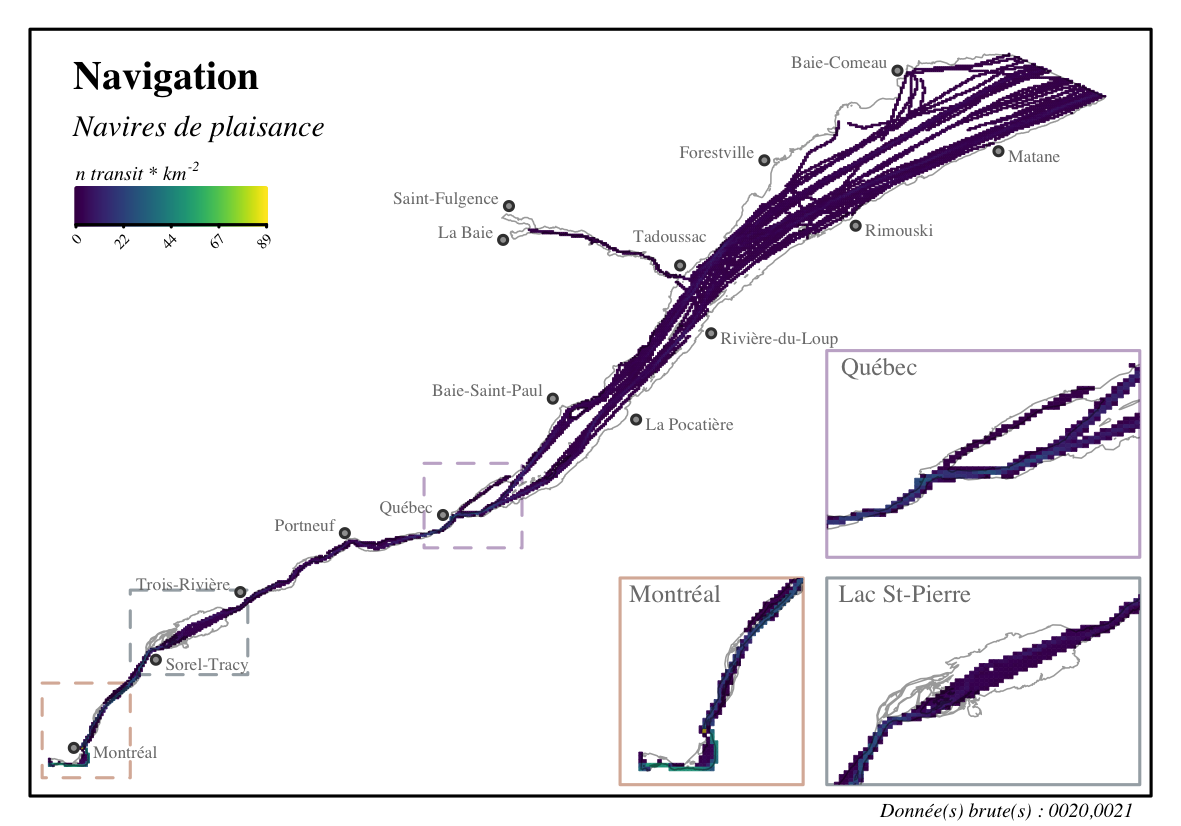 Navigation
Navires de plaisance
n transit * km-2
0 22 44 67 89
Baie-Comeau
Forestville
Matane
Saint-Fulgence
La Baie
Tadoussac
Rimouski
Rivière-du-Loup
Québec
Baie-Saint-Paul
La Pocatière
Québec
Portneuf
Trois-Rivière
Montréal
Lac St-Pierre
Sorel-Tracy
Montréal
Donnée(s) brute(s) : 0020,0021